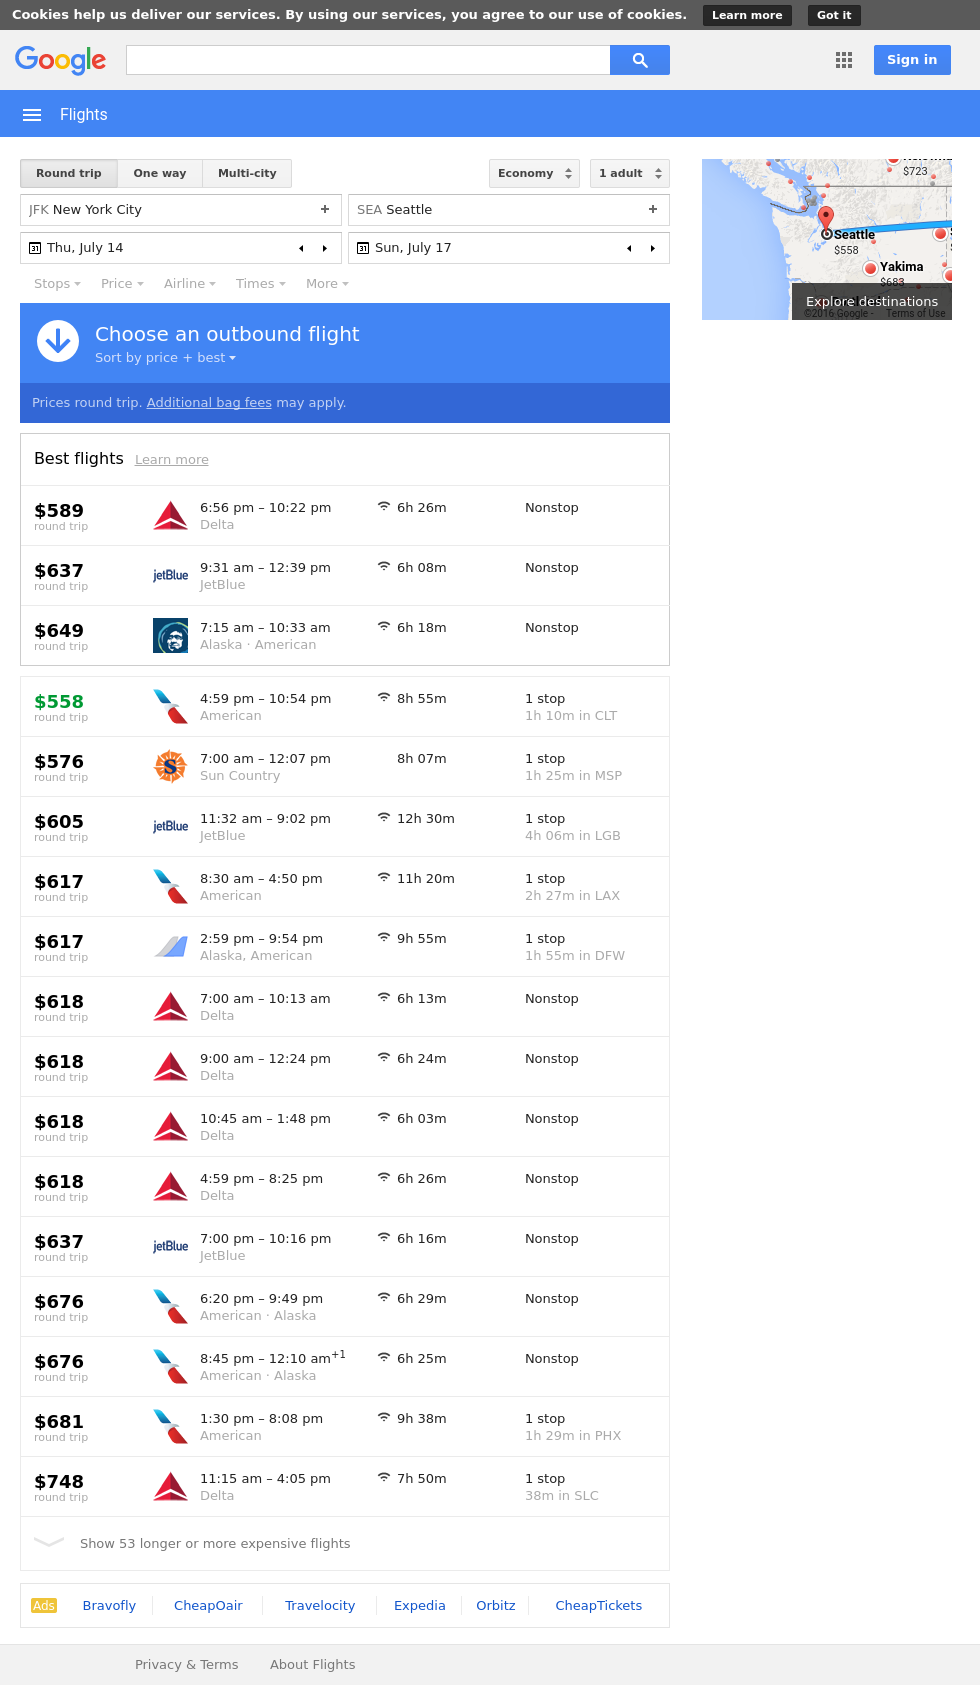 Cookies help us deliver our services. By using our services, you agree to our use of cookies. Learn more Got it
Google Sign in
Flights
Round trip One way Multi-city Economy 1 adult
JFK New York City + SEA Seattle +
31 Thu, July 14 31 Sun, July 17
Stops Price Airline Times More
$723
Seattle
$558
Yakima
$683
Explore destinations
©2016 Google - Terms of Use
Choose an outbound flight
Sort by price + best
Prices round trip. Additional bag fees may apply.
Best flights Learn more
$589 6:56 pm – 10:22 pm 6h 26m Nonstop
round trip Delta
$637 jetBlue 9:31 am – 12:39 pm 6h 08m Nonstop
round trip JetBlue
$649 7:15 am – 10:33 am 6h 18m Nonstop
round trip Alaska · American
$558 4:59 pm – 10:54 pm 8h 55m 1 stop
round trip American 1h 10m in CLT
$576 S 7:00 am – 12:07 pm 8h 07m 1 stop
round trip Sun Country 1h 25m in MSP
$605 jetBlue 11:32 am – 9:02 pm 12h 30m 1 stop
round trip JetBlue 4h 06m in LGB
$617 8:30 am – 4:50 pm 11h 20m 1 stop
round trip American 2h 27m in LAX
$617 2:59 pm – 9:54 pm 9h 55m 1 stop
round trip Alaska, American 1h 55m in DFW
$618 7:00 am – 10:13 am 6h 13m Nonstop
round trip Delta
$618 9:00 am – 12:24 pm 6h 24m Nonstop
round trip Delta
$618 10:45 am – 1:48 pm 6h 03m Nonstop
round trip Delta
$618 4:59 pm – 8:25 pm 6h 26m Nonstop
round trip Delta
$637 jetBlue 7:00 pm – 10:16 pm 6h 16m Nonstop
round trip JetBlue
$676 6:20 pm – 9:49 pm 6h 29m Nonstop
round trip American · Alaska
$676 8:45 pm – 12:10 am+1 6h 25m Nonstop
round trip American · Alaska
$681 1:30 pm – 8:08 pm 9h 38m 1 stop
round trip American 1h 29m in PHX
$748 11:15 am – 4:05 pm 7h 50m 1 stop
round trip Delta 38m in SLC
Show 53 longer or more expensive flights
Ads Bravofly CheapOair Travelocity Expedia Orbitz CheapTickets
Privacy & Terms About Flights